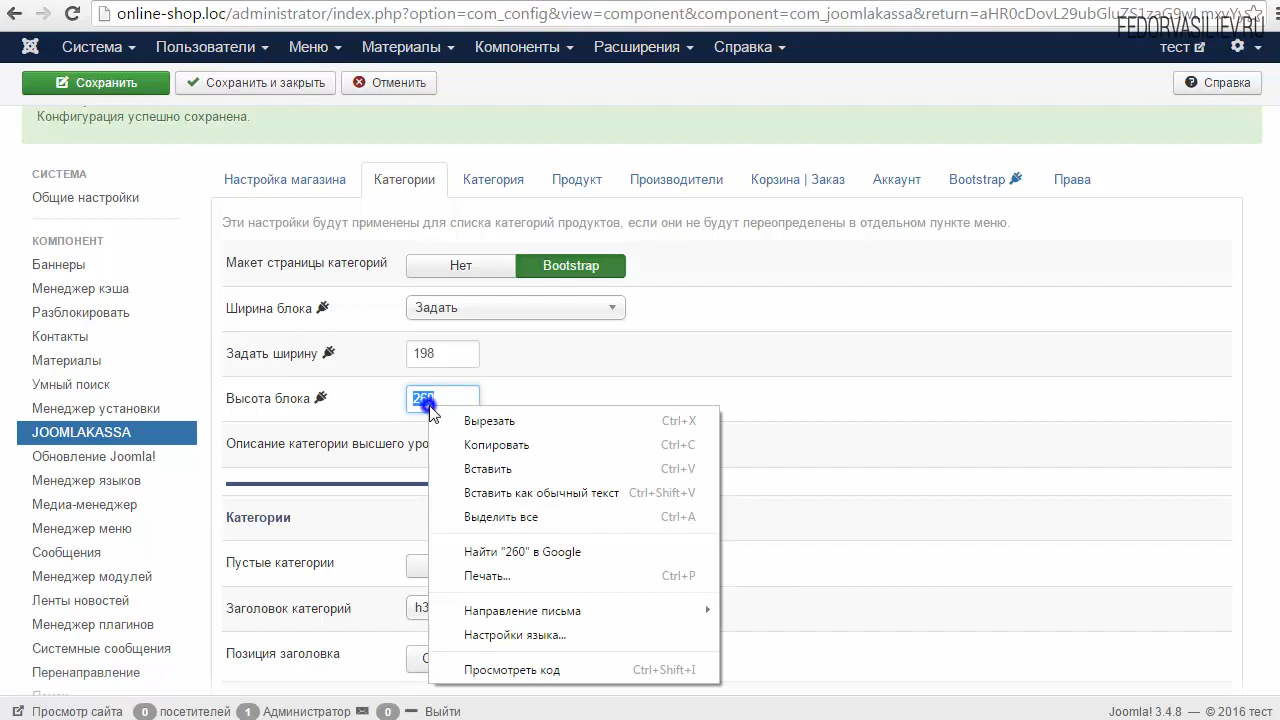 online-shop.loc/administrator/index.php?option=com_config&view=component&component=com_joomlakassa&return=
FEDORVASILIEV.RU
Система Пользователи Меню Материалы Компоненты Расширения Справка тест
Сохранить Сохранить и закрыть Отменить Справка
Конфигурация успешно сохранена.
СИСТЕМА
Общие настройки
КОМПОНЕНТ
Баннеры
Менеджер кэша
Разблокировать
Контакты
Материалы
Умный поиск
Менеджер установки
JOOMLAKASSA
Обновление Joomla!
Менеджер языков
Медиа-менеджер
Менеджер меню
Сообщения
Менеджер модулей
Ленты новостей
Менеджер плагинов
Системные сообщения
Перенаправление
Настройка магазина Категории Категория Продукт Производители Корзина | Заказ Аккаунт Bootstrap Права
Эти настройки будут применены для списка категорий продуктов, если они не будут переопределены в отдельном пункте меню.
Макет страницы категорий Нет Bootstrap
Ширина блока Задать
Задать ширину 198
Высота блока 260
Описание категории высшего уро
Категории
Пустые категории
Заголовок категорий h3
Позиция заголовка
Вырезать Ctrl+X
Копировать Ctrl+C
Вставить Ctrl+V
Вставить как обычный текст Ctrl+Shift+V
Выделить все Ctrl+A
Найти "260" в Google
Печать... Ctrl+P
Направление письма
Настройки языка...
Просмотреть код Ctrl+Shift+I
Просмотр сайта 0 посетителей 1 Администратор 0 Выйти Joomla! 3.4.8 — © 2016 тест